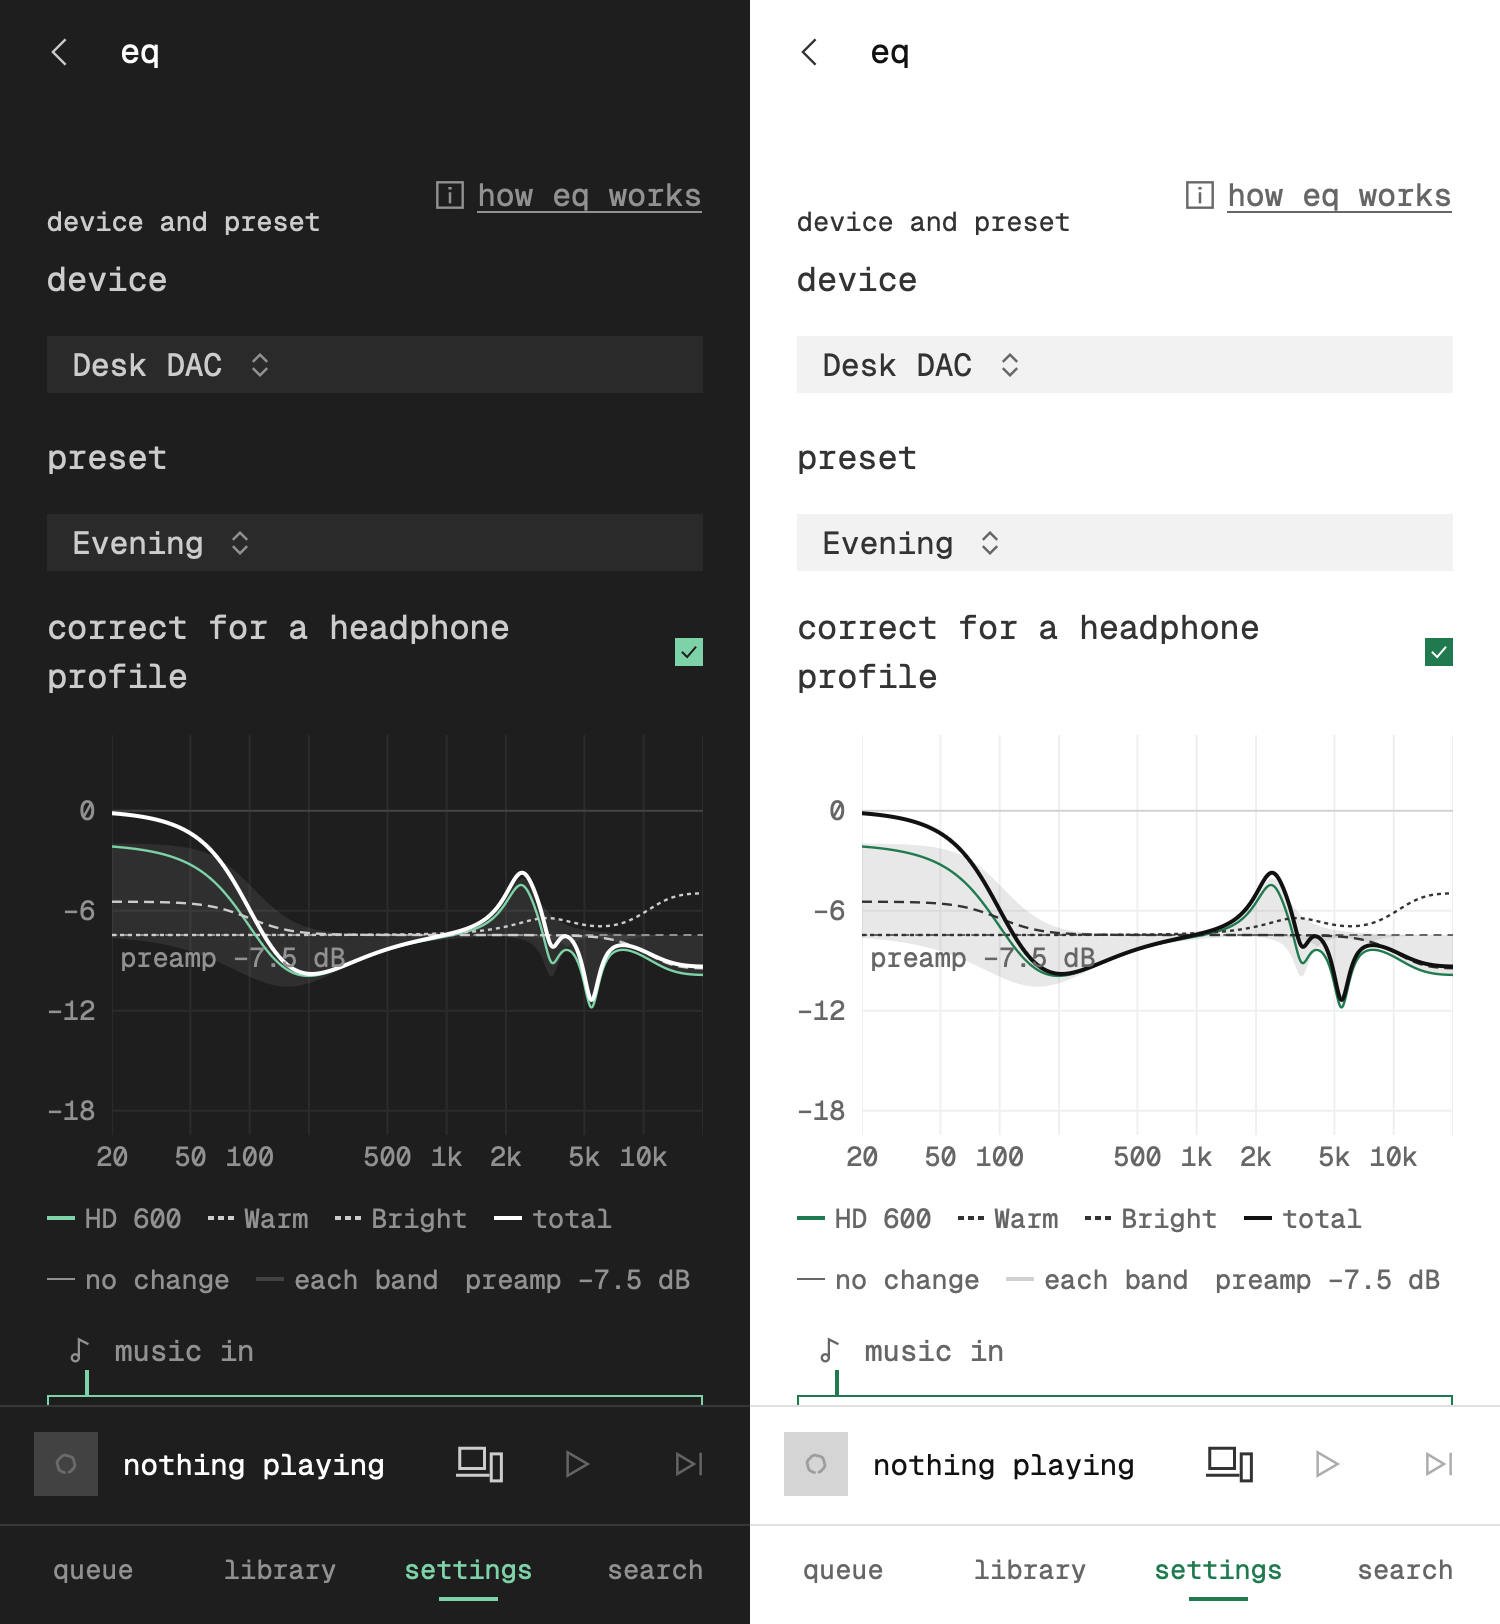 eq
how eq works
device and preset
device
Desk DAC
preset
Evening
correct for a headphone
profile
0
-6
preamp -7.5 dB
-12
-18
20 50 100 500 1k 2k 5k 10k
HD 600 Warm Bright total
no change each band preamp -7.5 dB
music in
nothing playing
queue library settings search
eq
how eq works
device and preset
device
Desk DAC
preset
Evening
correct for a headphone
profile
0
-6
preamp -7.5 dB
-12
-18
20 50 100 500 1k 2k 5k 10k
HD 600 Warm Bright total
no change each band preamp -7.5 dB
music in
nothing playing
queue library settings search